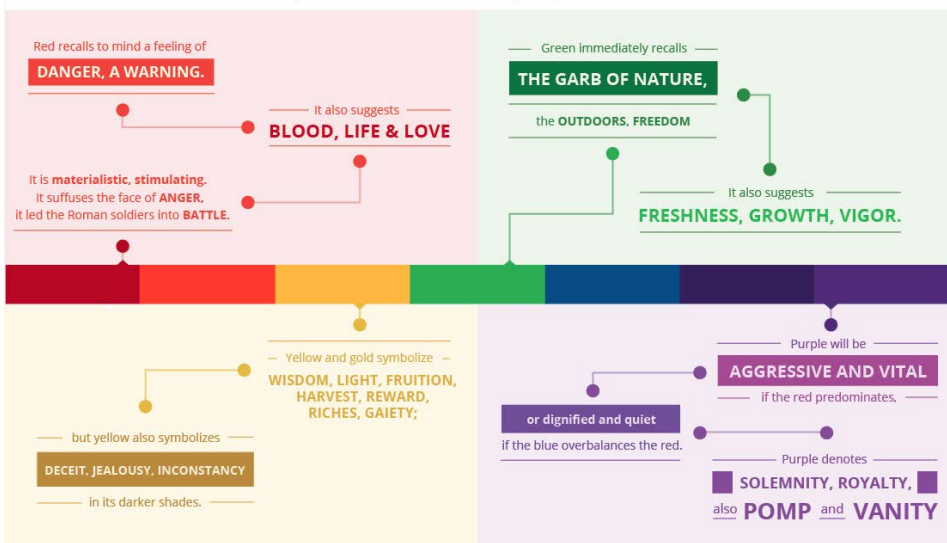 Red recalls to mind a feeling of
DANGER, A WARNING.
It also suggests
BLOOD, LIFE & LOVE
It is materialistic, stimulating.
It suffuses the face of ANGER,
it led the Roman soldiers into BATTLE.
Green immediately recalls
THE GARB OF NATURE,
the OUTDOORS, FREEDOM
It also suggests
FRESHNESS, GROWTH, VIGOR.
Yellow and gold symbolize
WISDOM, LIGHT, FRUITION,
HARVEST, REWARD,
RICHES, GAIETY;
but yellow also symbolizes
DECEIT, JEALOUSY, INCONSTANCY
in its darker shades.
Purple will be
AGGRESSIVE AND VITAL
if the red predominates,
or dignified and quiet
if the blue overbalances the red.
Purple denotes
SOLEMNITY, ROYALTY,
also POMP and VANITY